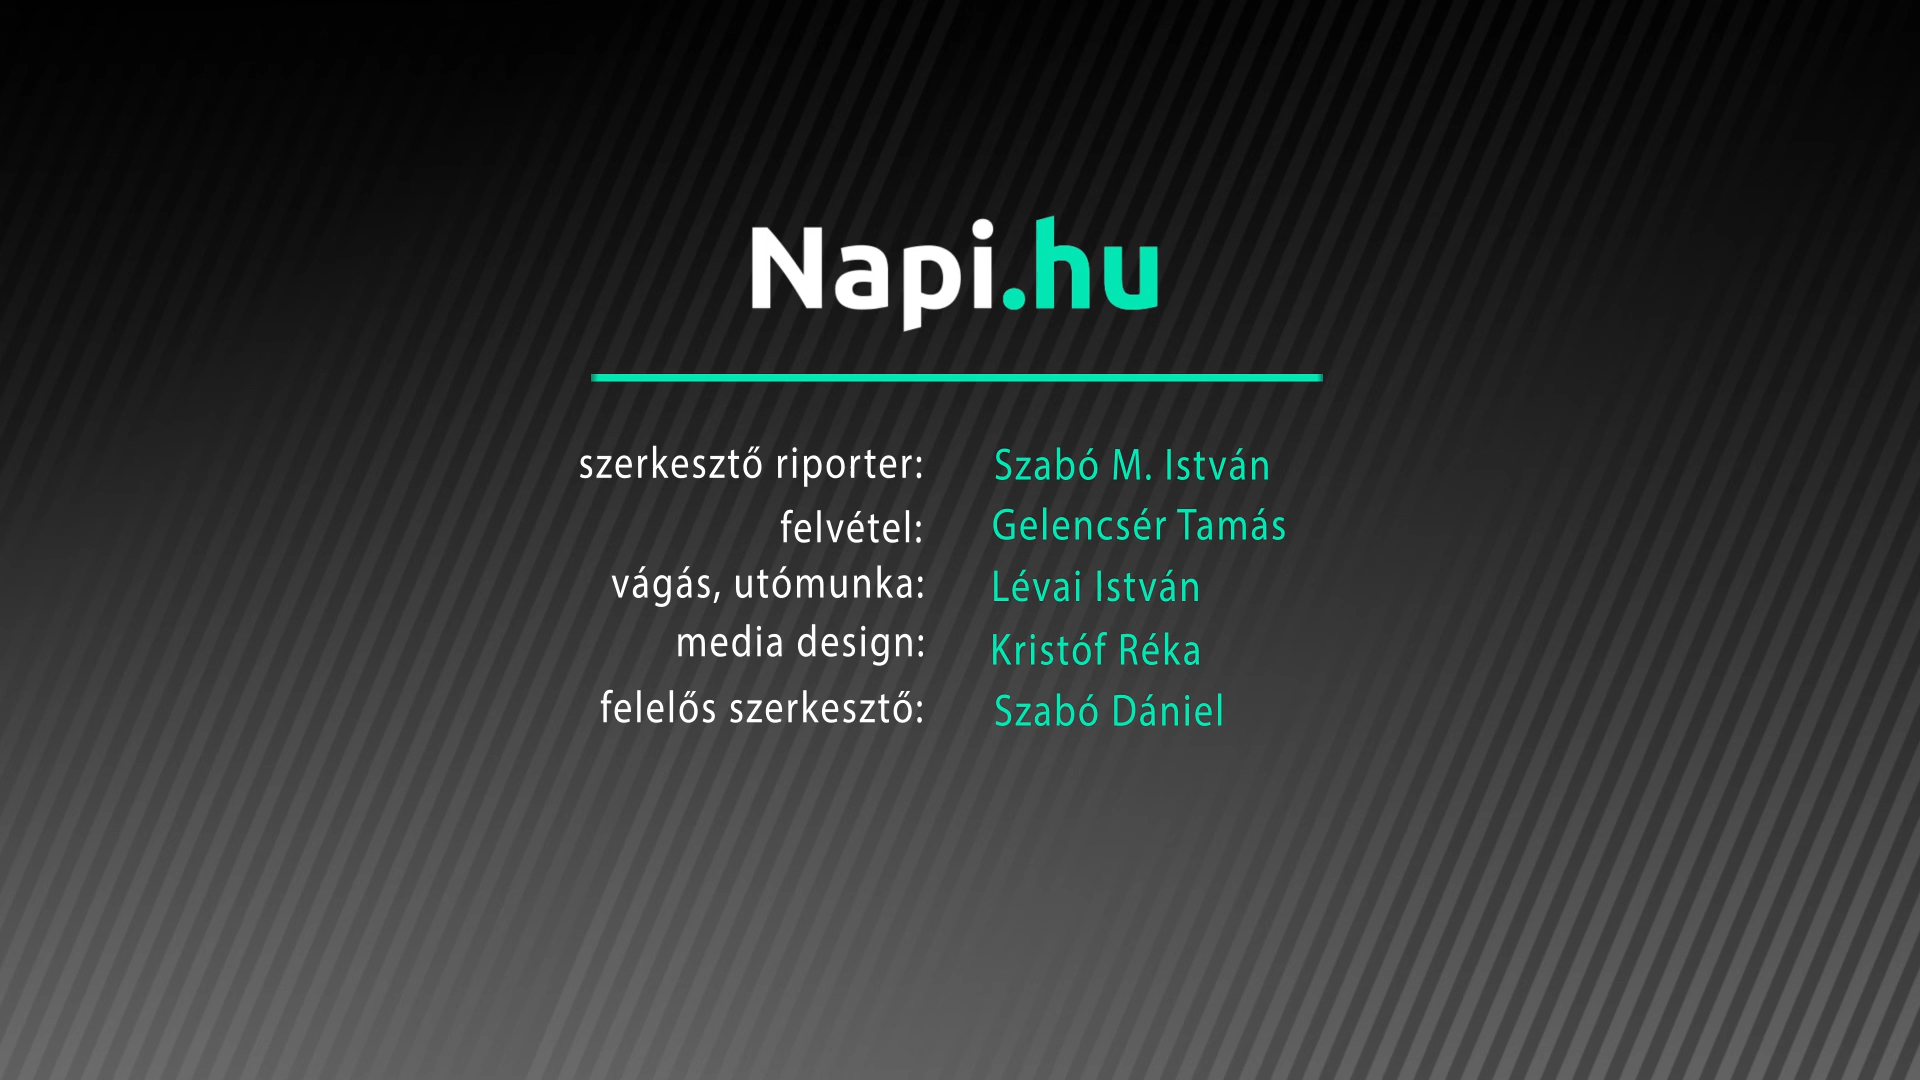 Napi.hu
szerkesztő riporter: Szabó M. István
felvétel: Gelencsér Tamás
vágás, utómunka: Lévai István
media design: Kristóf Réka
felelős szerkesztő: Szabó Dániel